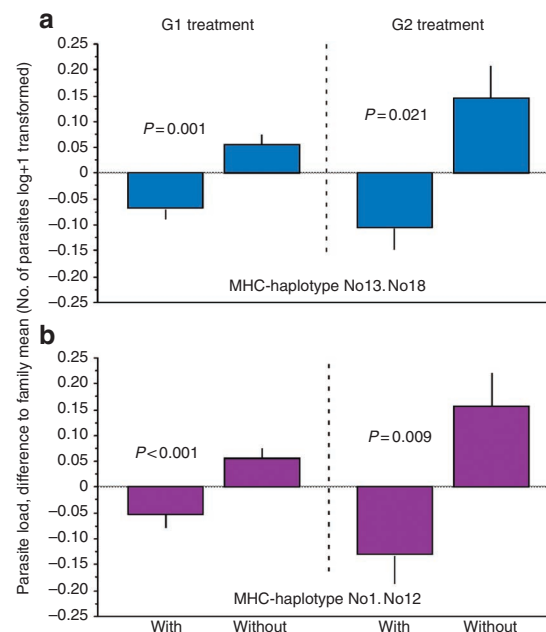 a
G1 treatment G2 treatment
Parasite load, difference to family mean (No. of parasites log+1 transformed)
0.25
0.20
0.15
0.10
0.05
0
–0.05
–0.10
–0.15
–0.20
–0.25
P=0.001
P=0.021
MHC-haplotype No13.No18
b
0.25
0.20
0.15
0.10
0.05
0
–0.05
–0.10
–0.15
–0.20
–0.25
P<0.001
P=0.009
MHC-haplotype No1.No12
With Without With Without